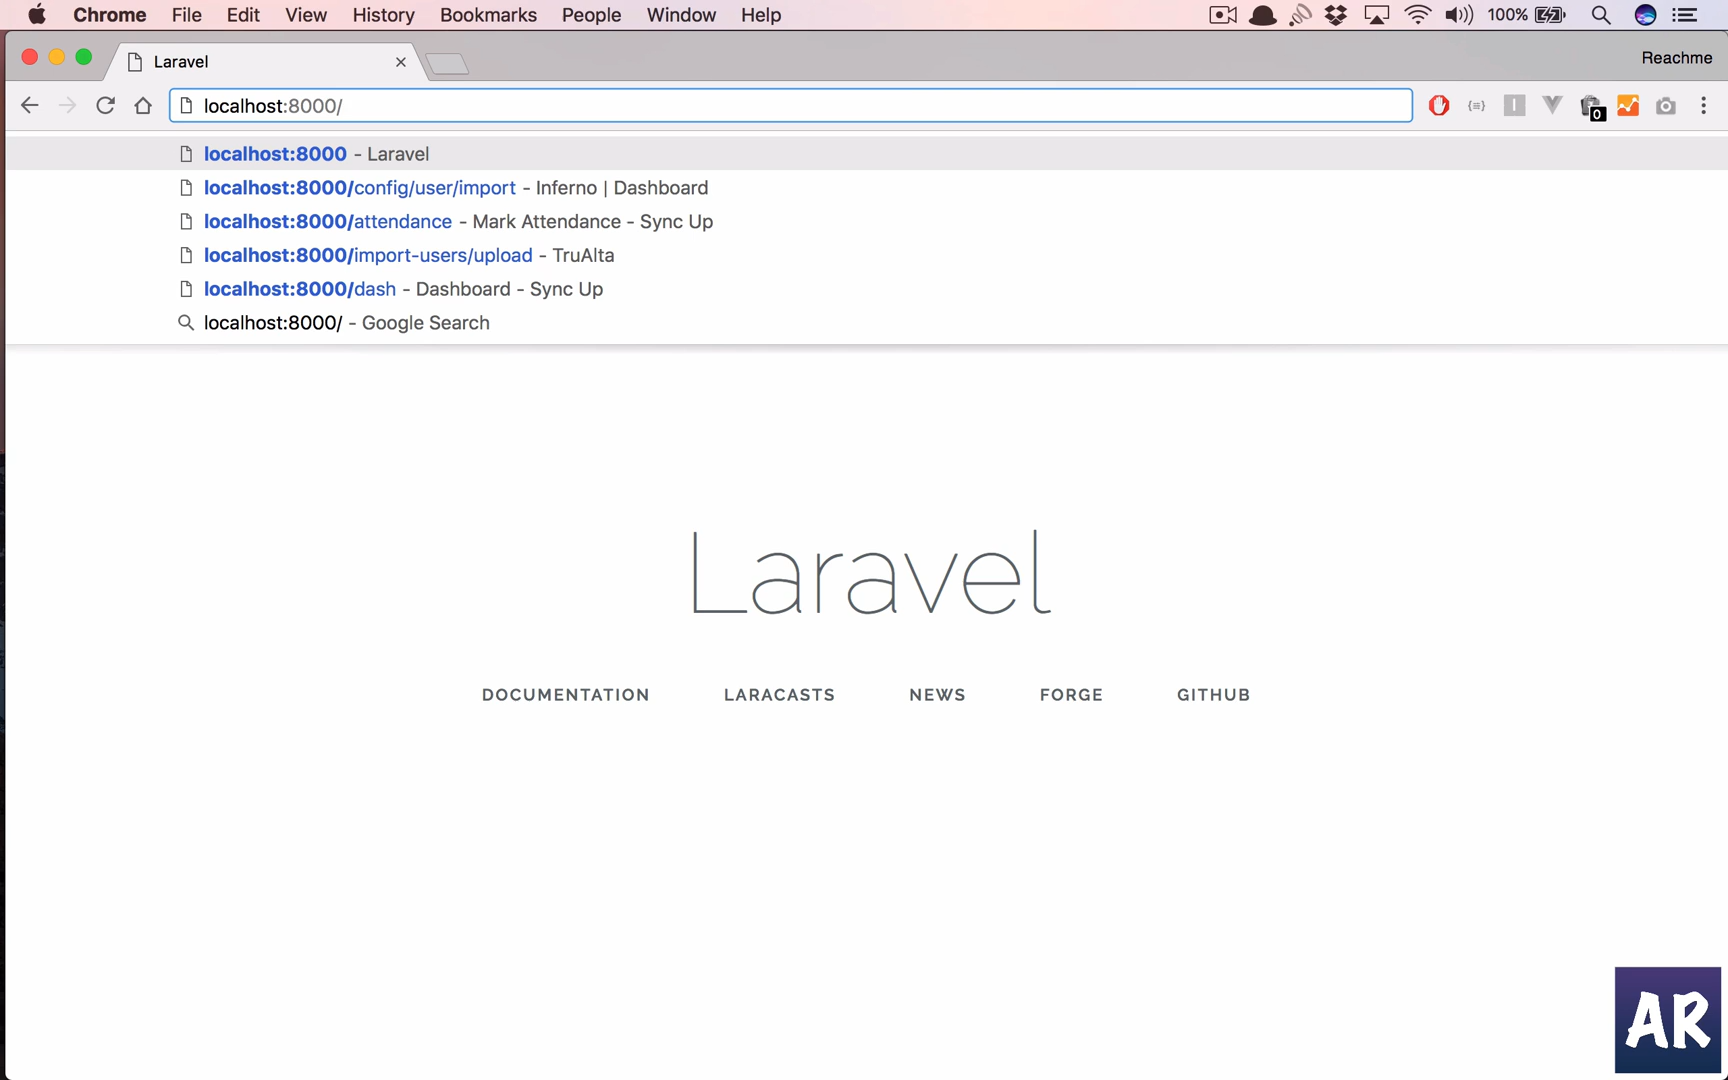 Chrome File Edit View History Bookmarks People Window Help 100%
Laravel Reachme
localhost:8000/
0
localhost:8000 - Laravel
localhost:8000/config/user/import - Inferno | Dashboard
localhost:8000/attendance - Mark Attendance - Sync Up
localhost:8000/import-users/upload - TruAlta
localhost:8000/dash - Dashboard - Sync Up
localhost:8000/ - Google Search
Laravel
DOCUMENTATION LARACASTS NEWS FORGE GITHUB
AR